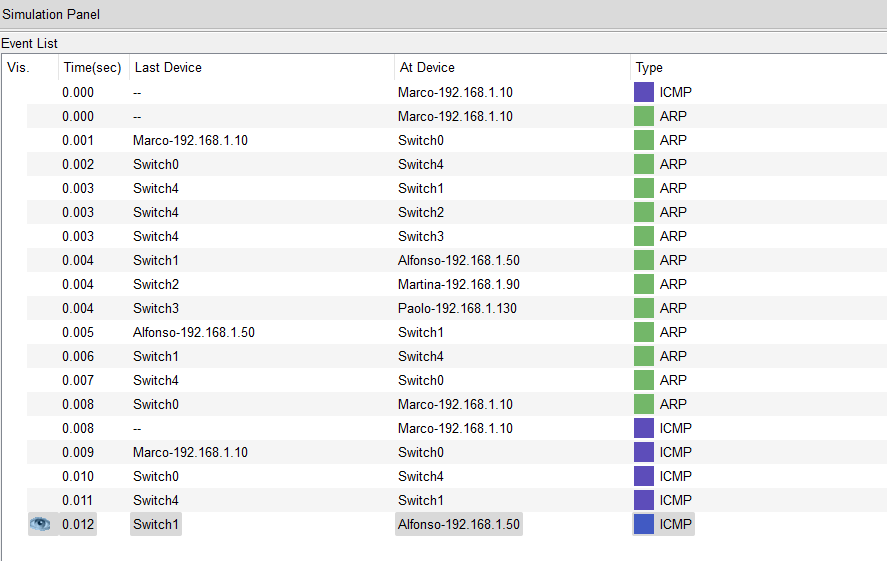 Simulation Panel
Event List
Vis. Time(sec) Last Device At Device Type
0.000 -- Marco-192.168.1.10 ICMP
0.000 -- Marco-192.168.1.10 ARP
0.001 Marco-192.168.1.10 Switch0 ARP
0.002 Switch0 Switch4 ARP
0.003 Switch4 Switch1 ARP
0.003 Switch4 Switch2 ARP
0.003 Switch4 Switch3 ARP
0.004 Switch1 Alfonso-192.168.1.50 ARP
0.004 Switch2 Martina-192.168.1.90 ARP
0.004 Switch3 Paolo-192.168.1.130 ARP
0.005 Alfonso-192.168.1.50 Switch1 ARP
0.006 Switch1 Switch4 ARP
0.007 Switch4 Switch0 ARP
0.008 Switch0 Marco-192.168.1.10 ARP
0.008 -- Marco-192.168.1.10 ICMP
0.009 Marco-192.168.1.10 Switch0 ICMP
0.010 Switch0 Switch4 ICMP
0.011 Switch4 Switch1 ICMP
0.012 Switch1 Alfonso-192.168.1.50 ICMP